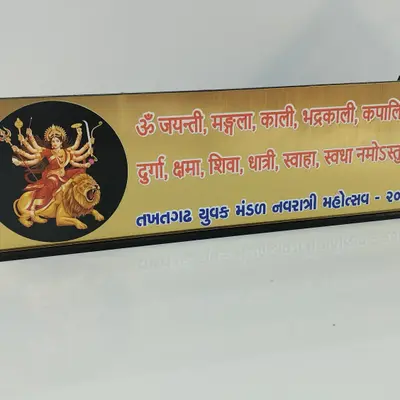 ॐ जयन्ती, मङ्गला, काली, भद्रकाली, कपालि
दुर्गा, क्षमा, शिवा, धात्री, स्वाहा, स्वधा नमोऽस्तु
તખતગઢ યુવક મંડળ નવરાત્રી મહોત્સવ - ૨૦